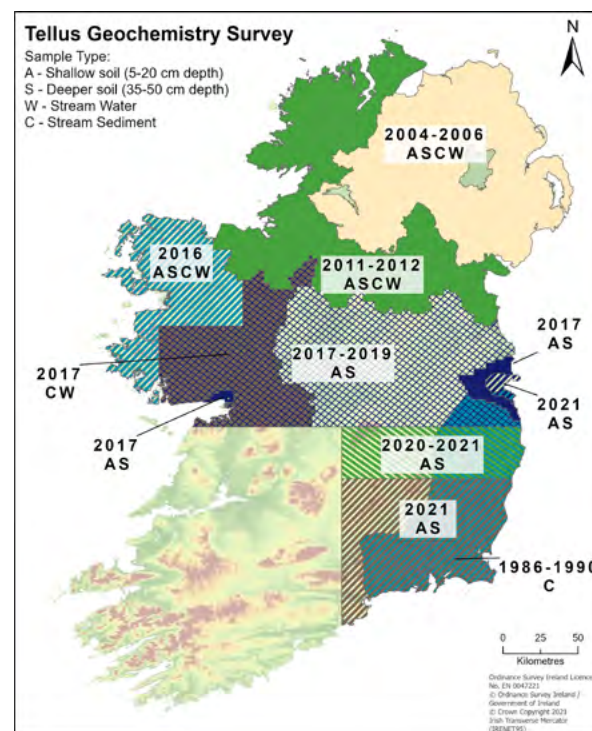 Tellus Geochemistry Survey
Sample Type:
A - Shallow soil (5-20 cm depth)
S - Deeper soil (35-50 cm depth)
W - Stream Water
C - Stream Sediment
N
2004-2006
ASCW
2016
ASCW
2011-2012
ASCW
2017
AS
2017-2019
AS
2017
CW
2021
AS
2017
AS
2020-2021
AS
2021
AS
1986-1990
C
0 25 50
Kilometres
Ordnance Survey Ireland Licence
No. EN 0047221
© Ordnance Survey Ireland /
Government of Ireland
© Crown Copyright 2021
Irish Transverse Mercator
(IRENET95)